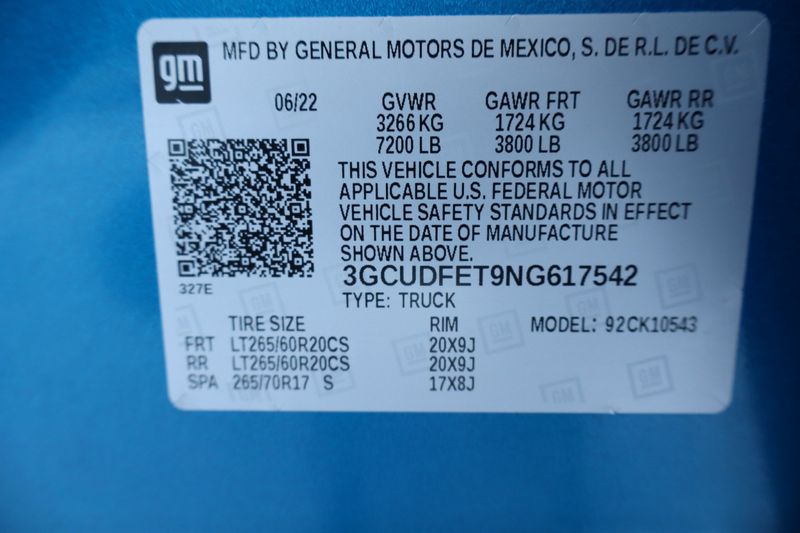 gm MFD BY GENERAL MOTORS DE MEXICO, S. DE R.L. DE C.V.
06/22 GVWR GAWR FRT GAWR RR
3266 KG 1724 KG 1724 KG
7200 LB 3800 LB 3800 LB
THIS VEHICLE CONFORMS TO ALL
APPLICABLE U.S. FEDERAL MOTOR
VEHICLE SAFETY STANDARDS IN EFFECT
ON THE DATE OF MANUFACTURE
SHOWN ABOVE.
327E 3GCUDFET9NG617542
TYPE: TRUCK
TIRE SIZE RIM MODEL: 92CK10543
FRT LT265/60R20CS 20X9J
RR LT265/60R20CS 20X9J
SPA 265/70R17 S 17X8J